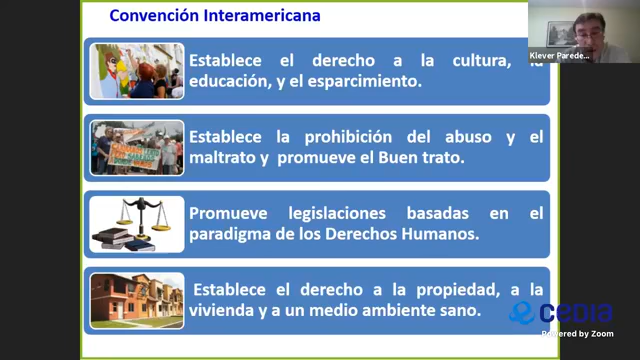 Convención Interamericana
Establece el derecho a la cultura, la
educación, y el esparcimiento.
Establece la prohibición del abuso y el
maltrato y promueve el Buen trato.
Promueve legislaciones basadas en el
paradigma de los Derechos Humanos.
Establece el derecho a la propiedad, a la
vivienda y a un medio ambiente sano.
Klever Parede...
cedia
Powered by Zoom